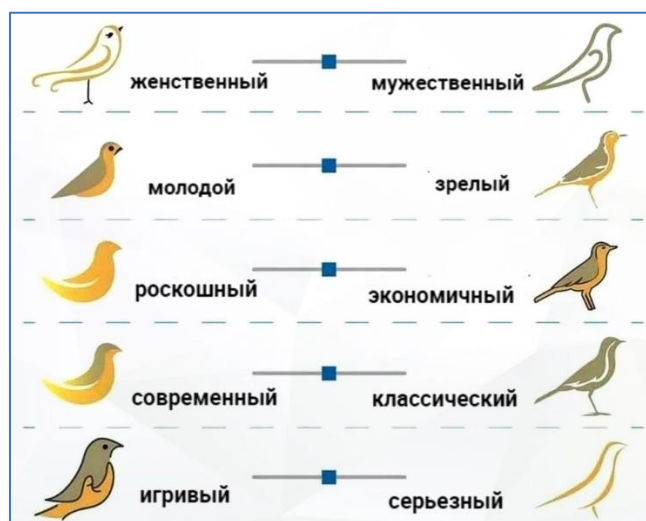 женственный
мужественный
молодой
зрелый
роскошный
экономичный
современный
классический
игривый
серьезный